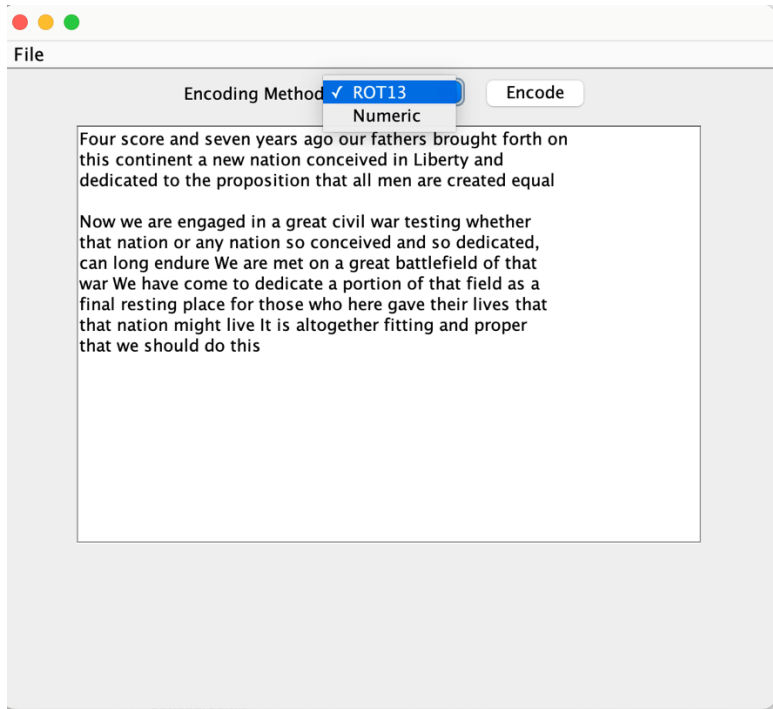 File
Encoding Method ✓ ROT13 Encode
Numeric
Four score and seven years ago our fathers brought forth on
this continent a new nation conceived in Liberty and
dedicated to the proposition that all men are created equal
Now we are engaged in a great civil war testing whether
that nation or any nation so conceived and so dedicated,
can long endure We are met on a great battlefield of that
war We have come to dedicate a portion of that field as a
final resting place for those who here gave their lives that
that nation might live It is altogether fitting and proper
that we should do this